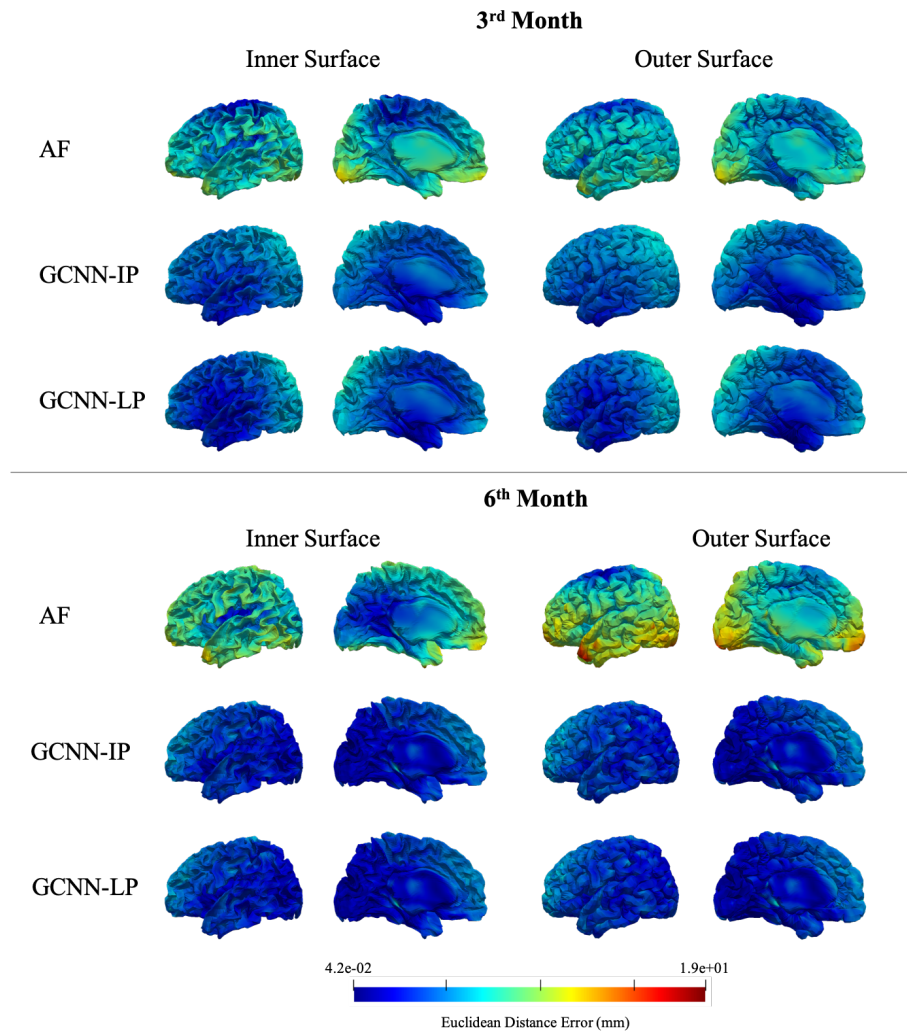 3rd Month
Inner Surface Outer Surface
AF
GCNN-IP
GCNN-LP
6th Month
Inner Surface Outer Surface
AF
GCNN-IP
GCNN-LP
4.2e-02 1.9e+01
Euclidean Distance Error (mm)